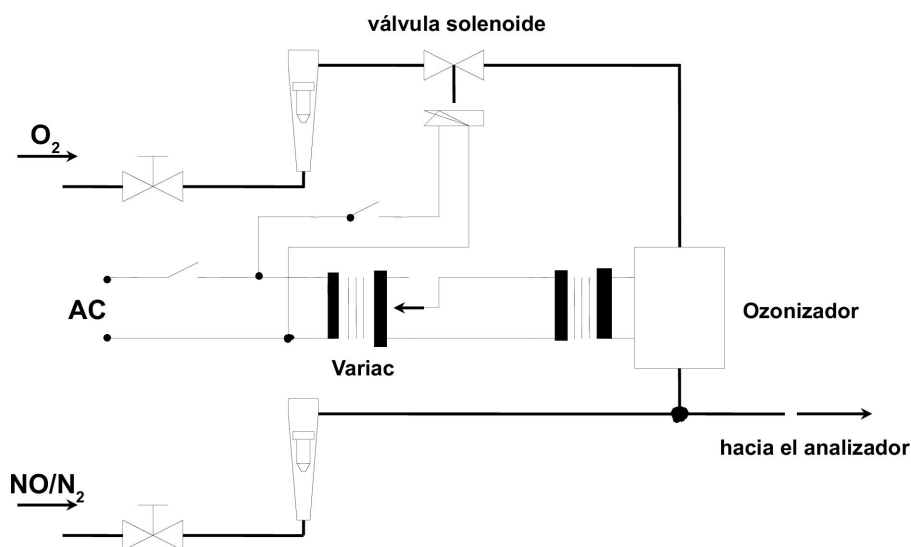 válvula solenoide
O₂
AC
Ozonizador
Variac
hacia el analizador
NO/N₂